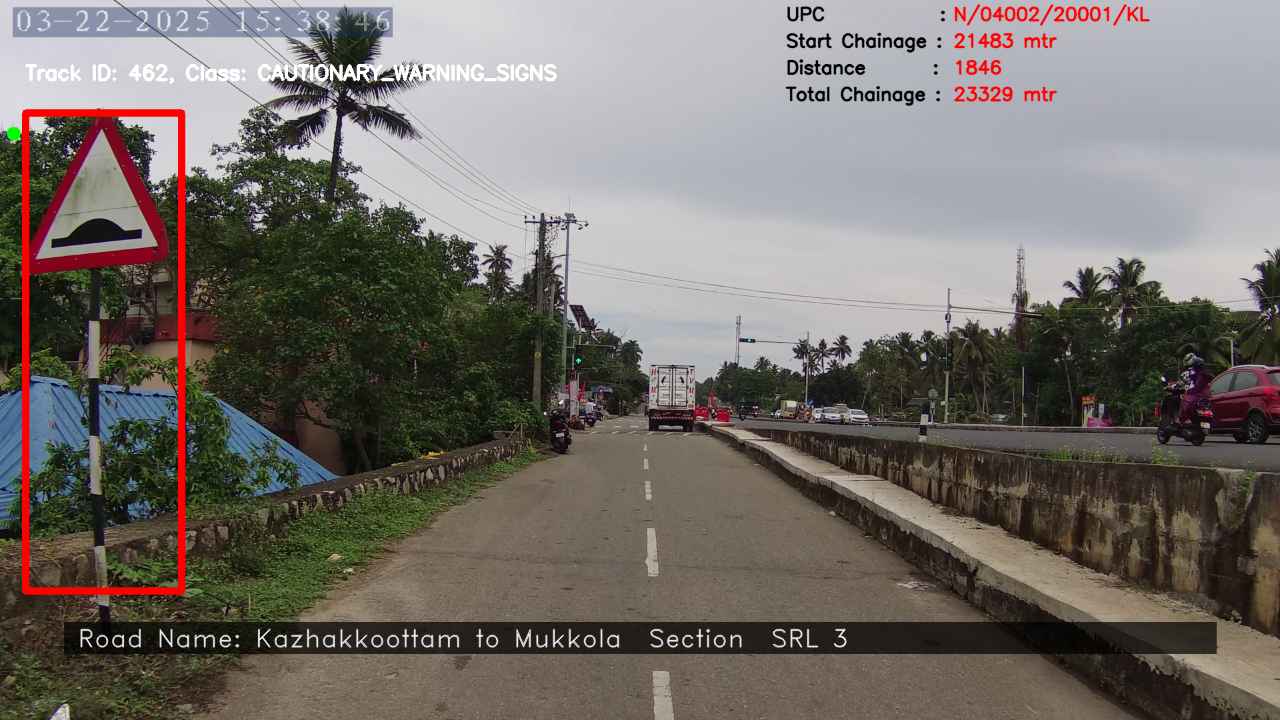 03-22-2025 15:38:46
Track ID: 462, Class: CAUTIONARY_WARNING_SIGNS
UPC : N/04002/20001/KL
Start Chainage : 21483 mtr
Distance : 1846
Total Chainage : 23329 mtr
Road Name: Kazhakkoottam to Mukkola Section SRL 3